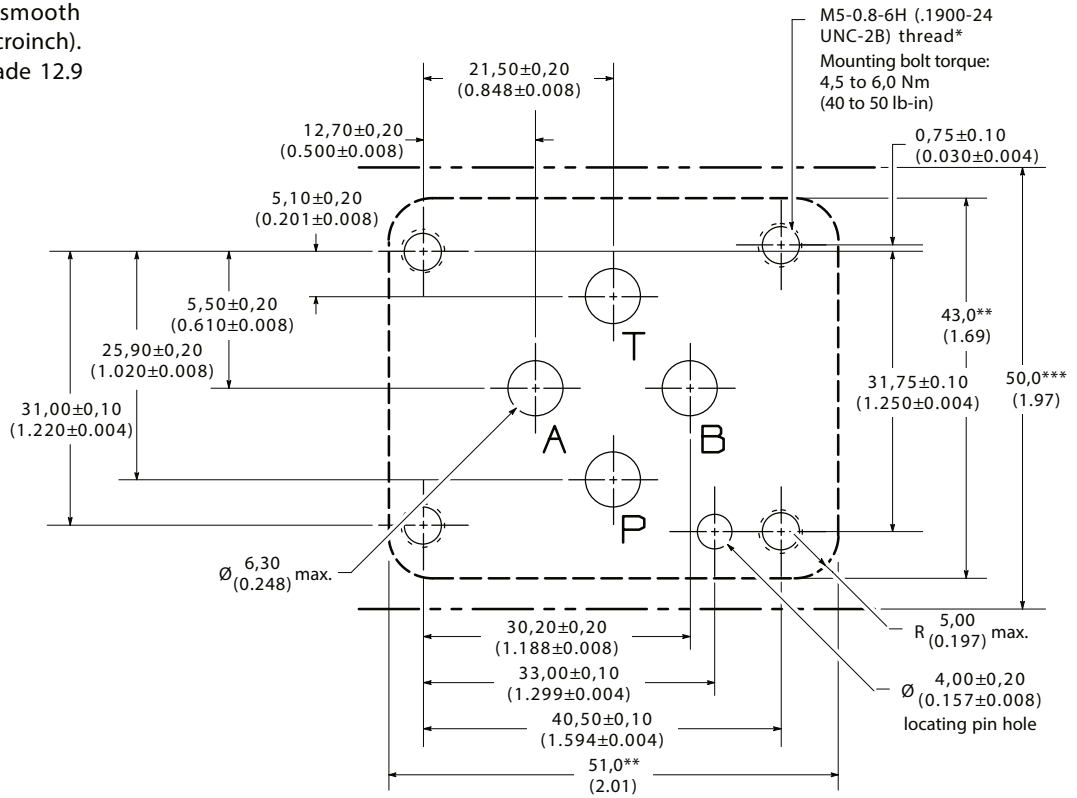 smooth
croinch).
ade 12.9
M5-0.8-6H (.1900-24
UNC-2B) thread*
Mounting bolt torque:
4,5 to 6,0 Nm
(40 to 50 lb-in)
21,50±0,20
(0.848±0.008)
12,70±0,20
(0.500±0.008)
0,75±0.10
(0.030±0.004)
5,10±0,20
(0.201±0.008)
5,50±0,20
(0.610±0.008)
25,90±0,20
(1.020±0.008)
31,00±0,10
(1.220±0.004)
T
A
B
P
43,0**
(1.69)
31,75±0.10
(1.250±0.004)
50,0***
(1.97)
Ø 6,30
(0.248) max.
R 5,00
(0.197) max.
Ø 4,00±0,20
(0.157±0.008)
locating pin hole
30,20±0,20
(1.188±0.008)
33,00±0,10
(1.299±0.004)
40,50±0,10
(1.594±0.004)
51,0**
(2.01)